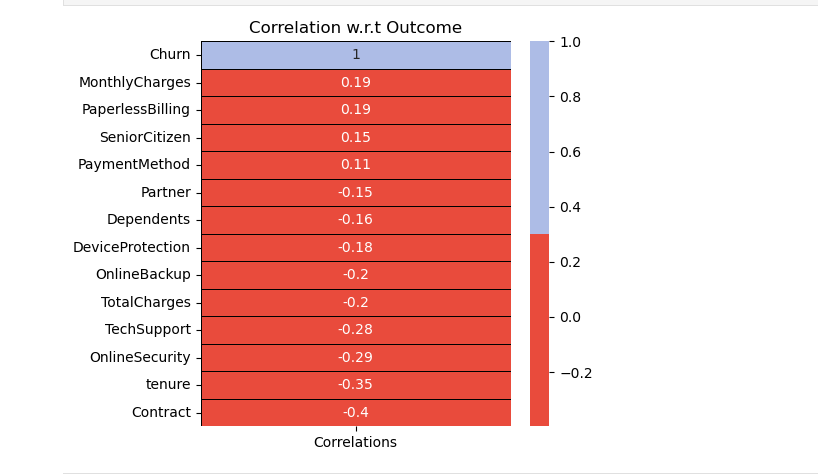 Correlation w.r.t Outcome
Churn 1
MonthlyCharges 0.19
PaperlessBilling 0.19
SeniorCitizen 0.15
PaymentMethod 0.11
Partner -0.15
Dependents -0.16
DeviceProtection -0.18
OnlineBackup -0.2
TotalCharges -0.2
TechSupport -0.28
OnlineSecurity -0.29
tenure -0.35
Contract -0.4
Correlations
1.0
0.8
0.6
0.4
0.2
0.0
−0.2